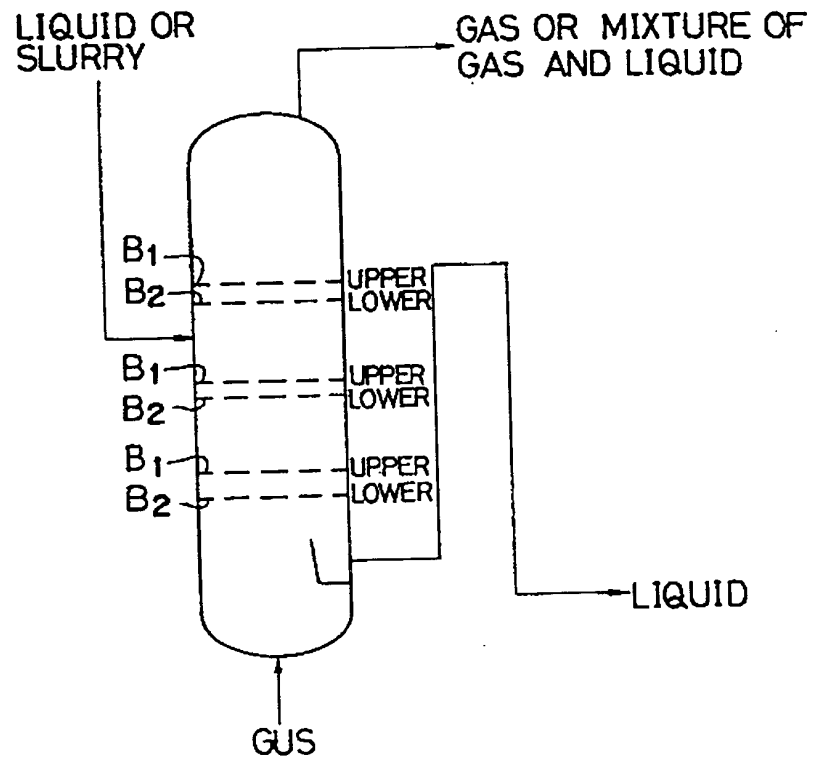 LIQUID OR
SLURRY
GAS OR MIXTURE OF
GAS AND LIQUID
B1
UPPER
B2
LOWER
B1
UPPER
B2
LOWER
B1
UPPER
B2
LOWER
LIQUID
GUS